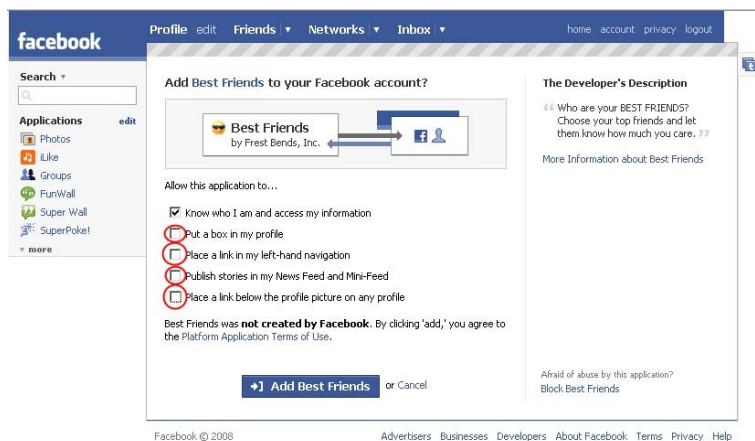 facebook
Profile edit Friends Networks Inbox
home account privacy logout
Search
Applications edit
Photos
iLike
Groups
FunWall
Super Wall
SuperPoke!
more
Add Best Friends to your Facebook account?
Best Friends
by Frest Bends, Inc.
Allow this application to...
Know who I am and access my information
Put a box in my profile
Place a link in my left-hand navigation
Publish stories in my News Feed and Mini-Feed
Place a link below the profile picture on any profile
Best Friends was not created by Facebook. By clicking 'add,' you agree to
the Platform Application Terms of Use.
Add Best Friends or Cancel
The Developer's Description
Who are your BEST FRIENDS?
Choose your top friends and let
them know how much you care.
More Information about Best Friends
Afraid of abuse by this application?
Block Best Friends
Facebook © 2008
Advertisers Businesses Developers About Facebook Terms Privacy Help